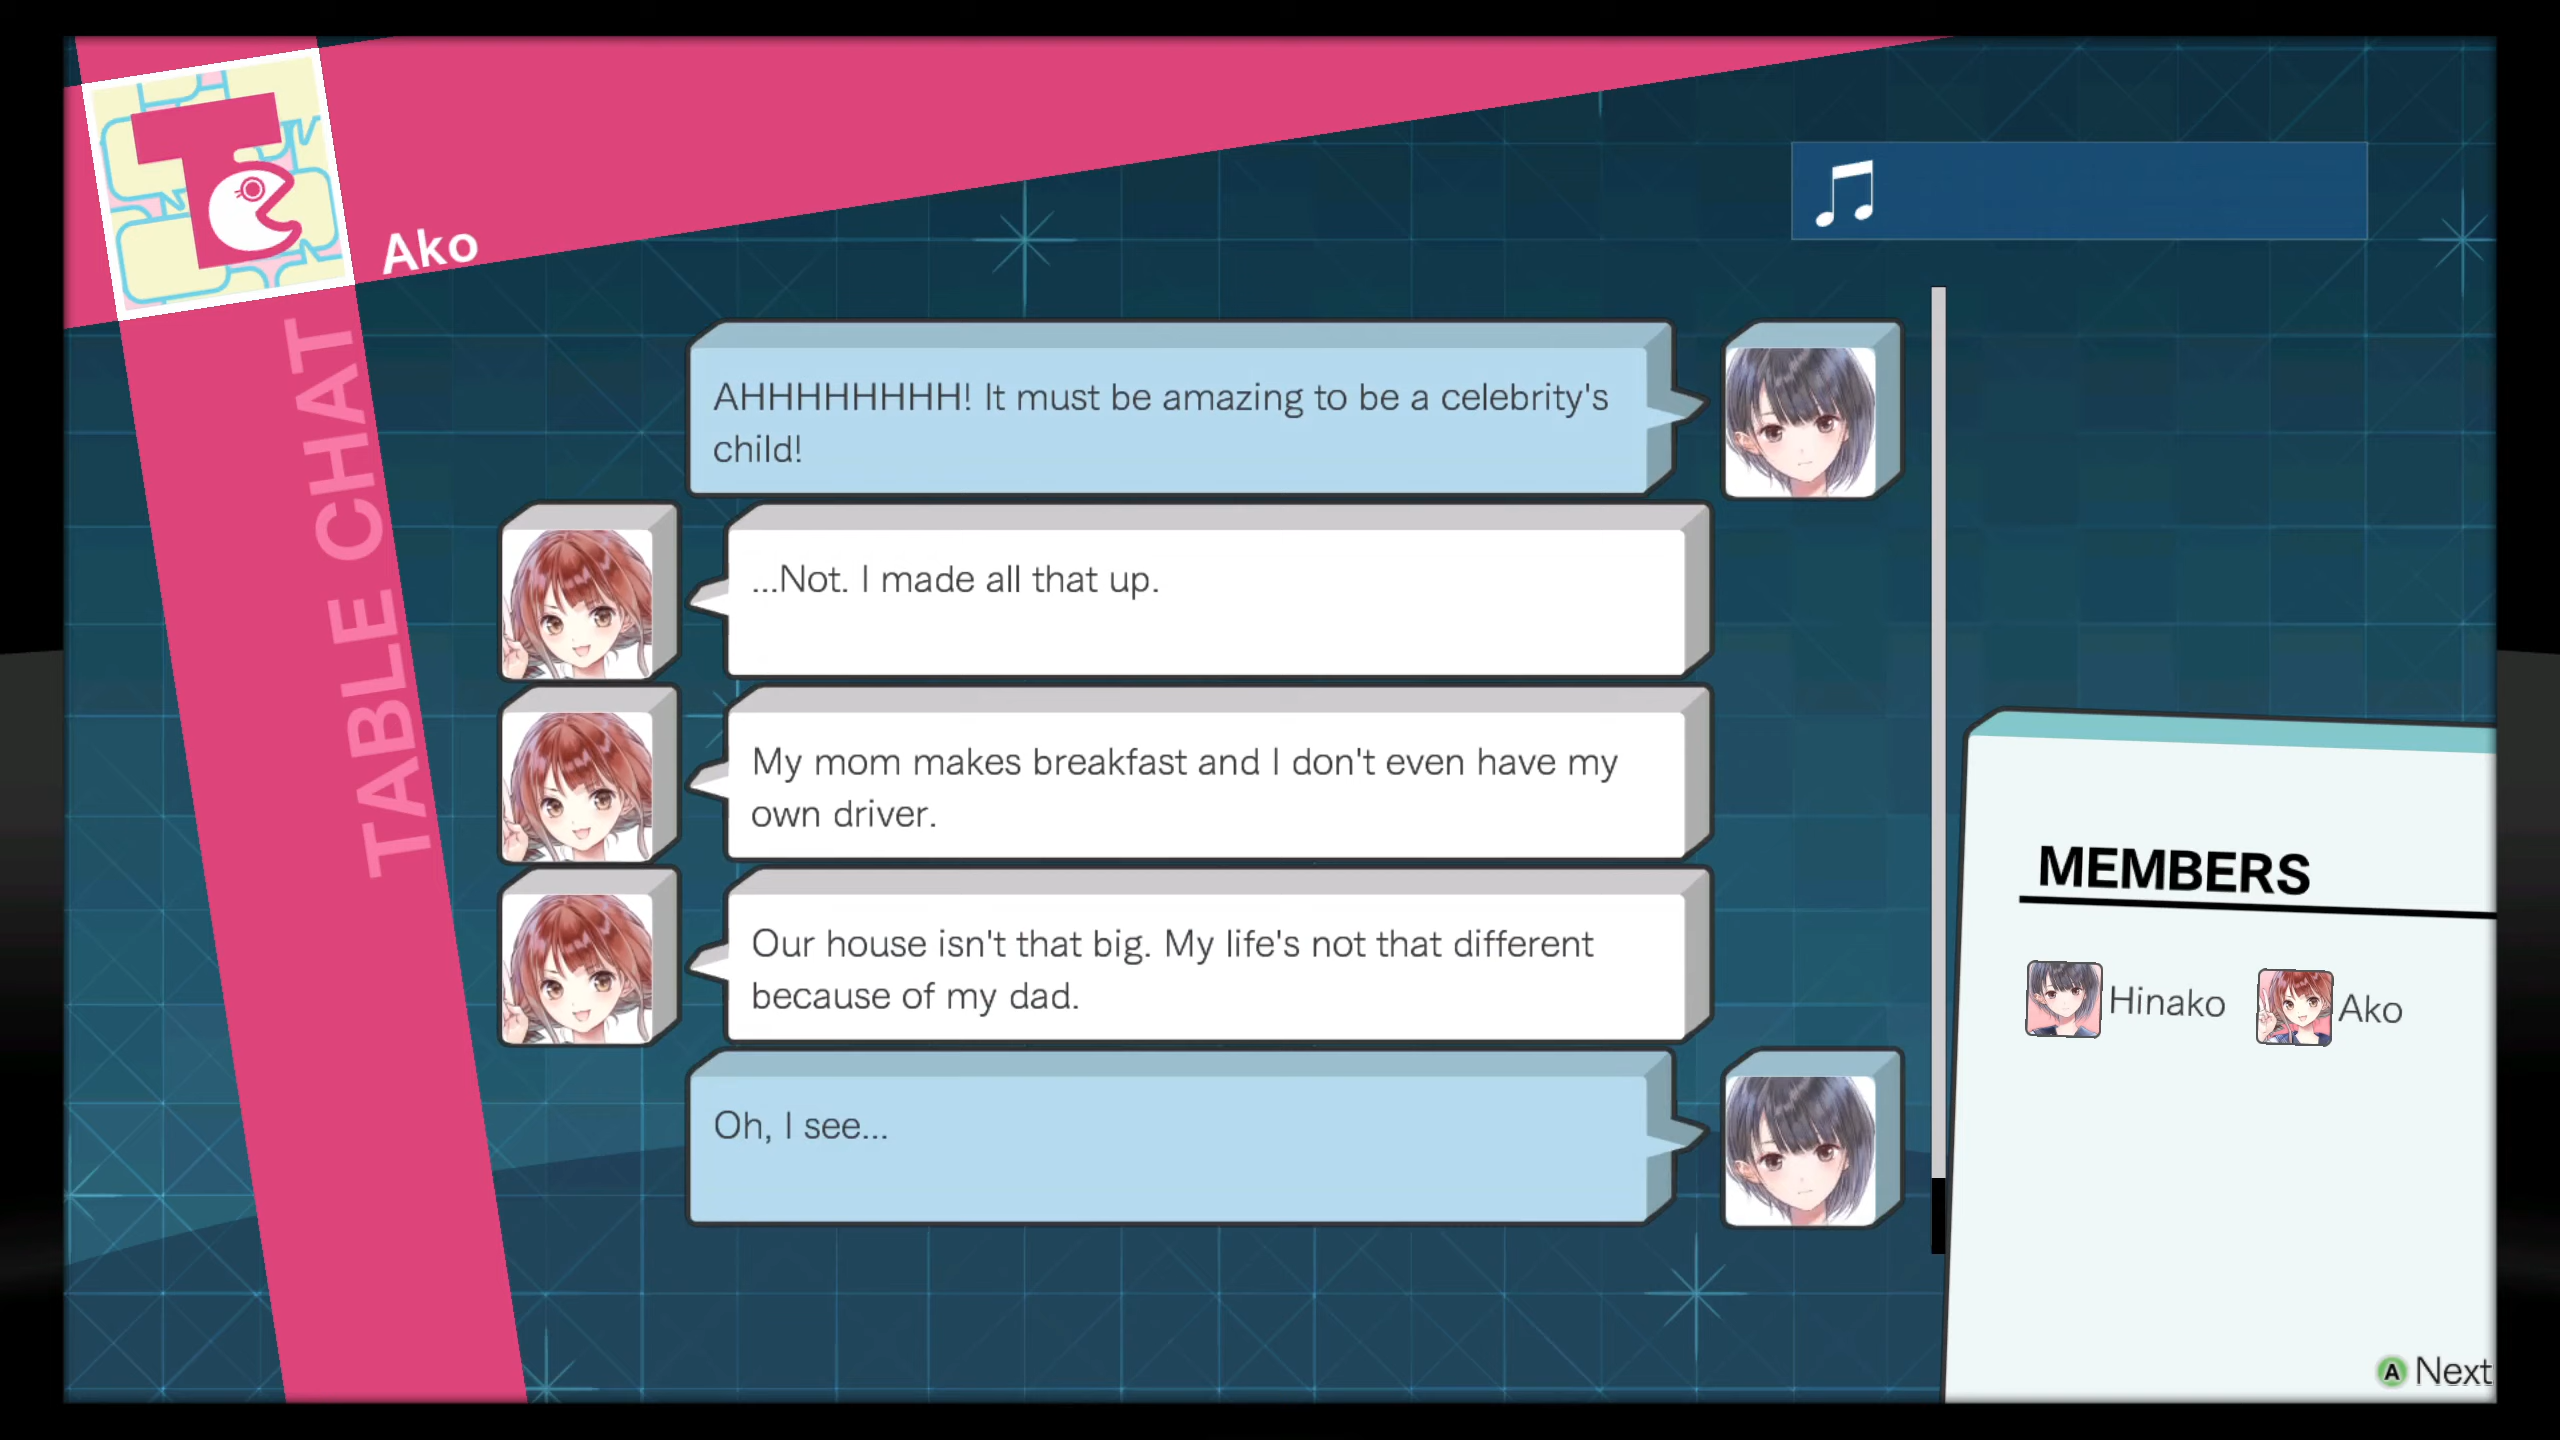 T
Ako
TABLE CHAT
AHHHHHHHH! It must be amazing to be a celebrity's
child!
...Not. I made all that up.
My mom makes breakfast and I don't even have my
own driver.
Our house isn't that big. My life's not that different
because of my dad.
Oh, I see...
MEMBERS
Hinako
Ako
A Next